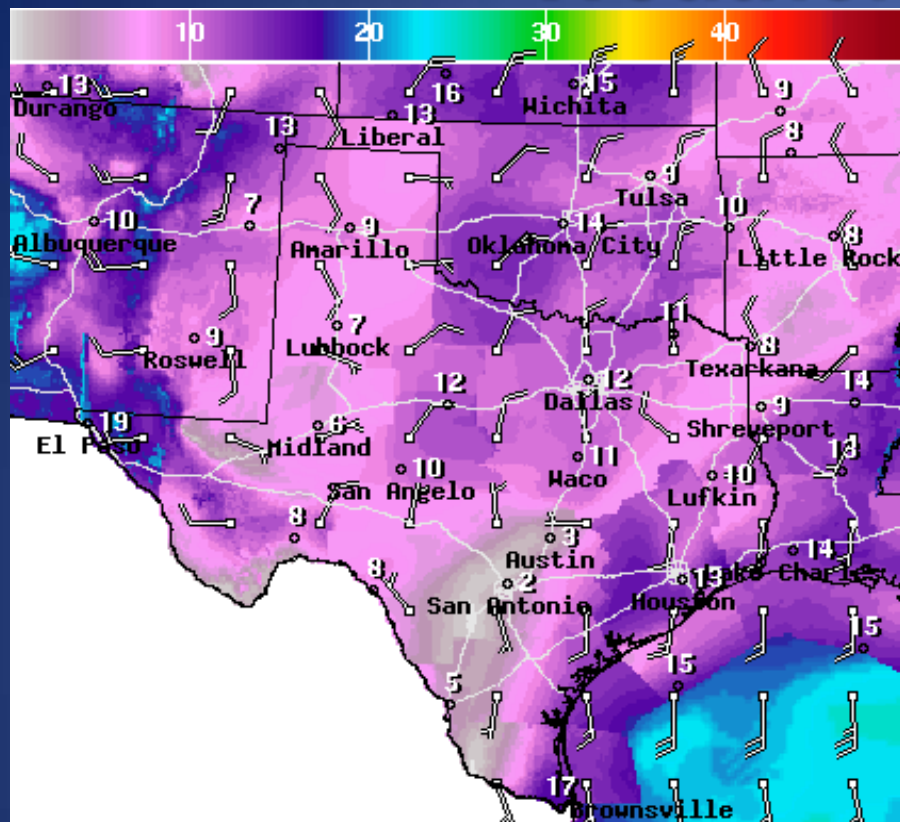 10 20 30 40
13 Durango
13
16
13 Liberal
15 Wichita
9
8
10 Albuquerque
7
9 Amarillo
14 Oklahoma City
9 Tulsa
10
8 Little Rock
9 Roswell
7 Lubbock
11
8 Texarkana
12
12 Dallas
14
9 Shreveport
19 El Paso
6 Midland
10 San Angelo
11 Waco
10 Lufkin
13
8
3 Austin
14 Lake Charles
8
2 San Antonio
13 Houston
15
15
5
17 Brownsville